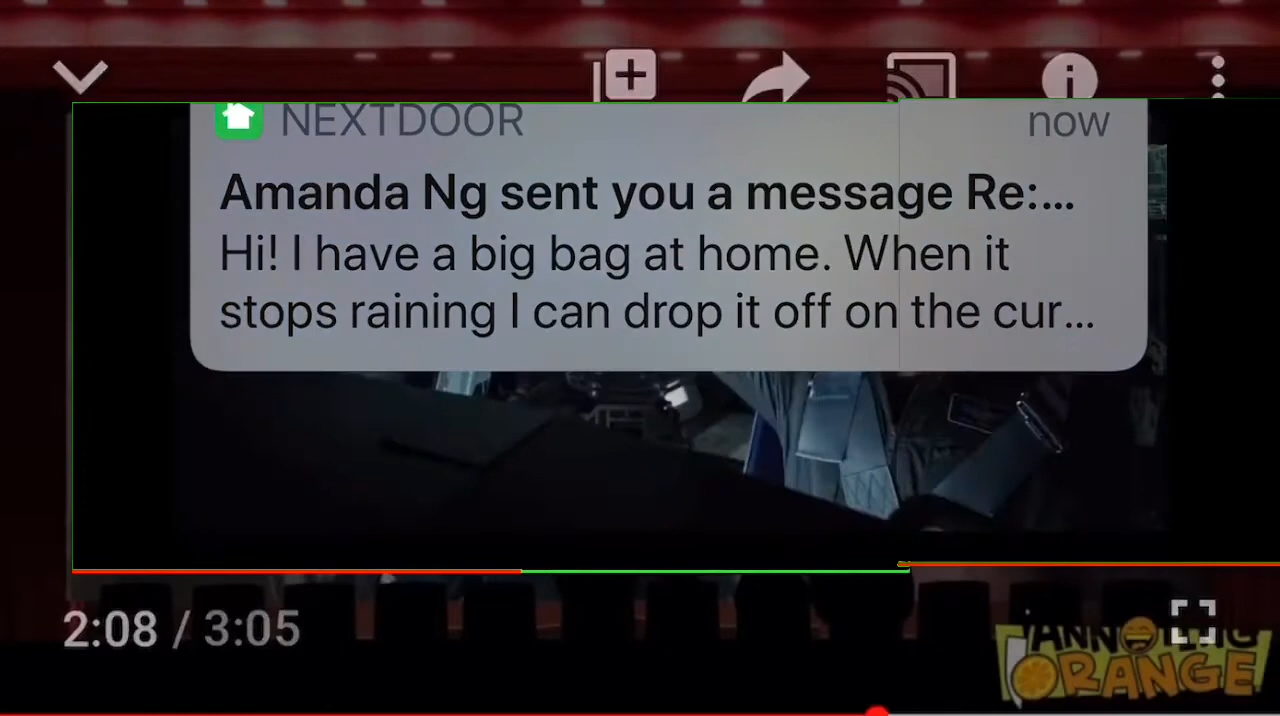 NEXTDOOR now
Amanda Ng sent you a message Re:...
Hi! I have a big bag at home. When it
stops raining I can drop it off on the cur...
2:08 / 3:05
ANNOYING
ORANGE